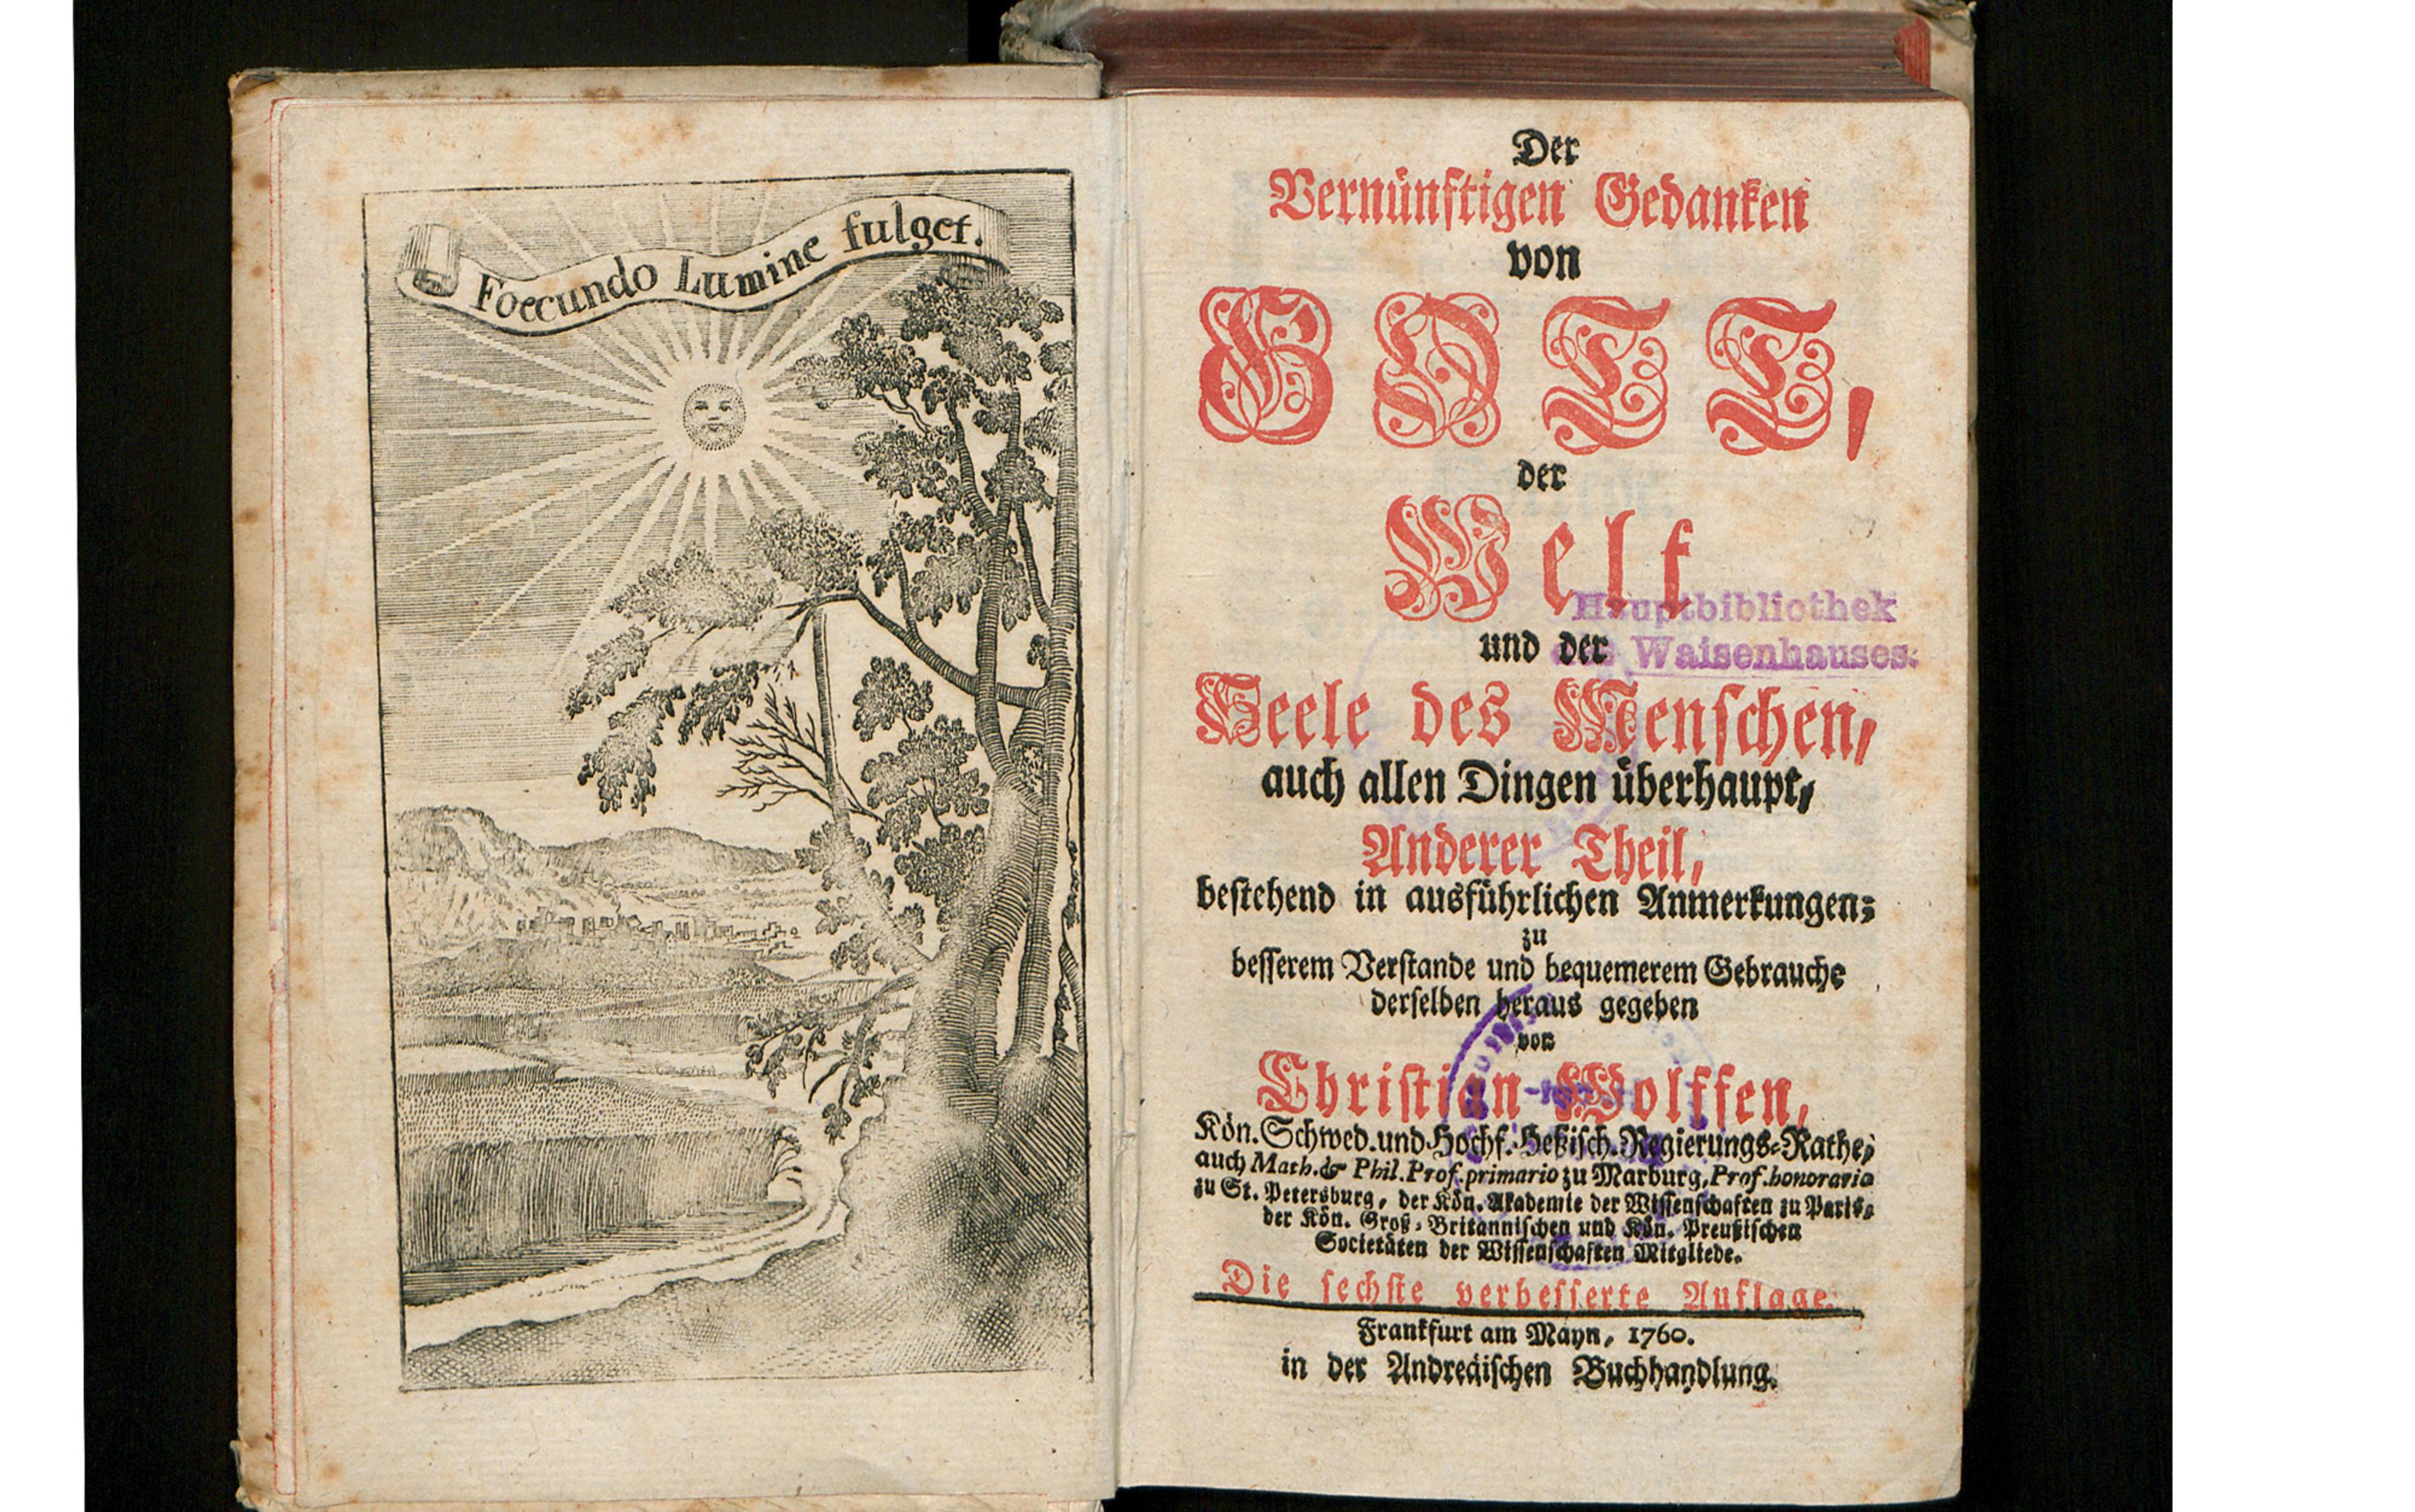 Foecundo Lumine fulget.
Der
Vernünftigen Gedanken
von
GOTT,
der
Welt
und der
Seele des Menschen,
auch allen Dingen überhaupt,
Anderer Theil,
bestehend in ausführlichen Anmerkungen;
zu
besserem Verstande und bequemerem Gebrauche
derselben heraus gegeben
von
Christian Wolffen,
Kön. Schwed. und Hochf. Heßisch. Regierungs-Rathe,
auch Math. & Phil. Prof. primario zu Marburg, Prof. honorario
zu St. Petersburg, der Kön. Akademie der Wissenschaften zu Paris,
der Kön. Groß-Britannischen und Kön. Preußischen
Societäten der Wissenschaften Mitgliede.
Die sechste verbesserte Auflage.
Frankfurt am Mayn, 1760.
in der Andreäischen Buchhandlung.
Hauptbibliothek
des Waisenhauses.